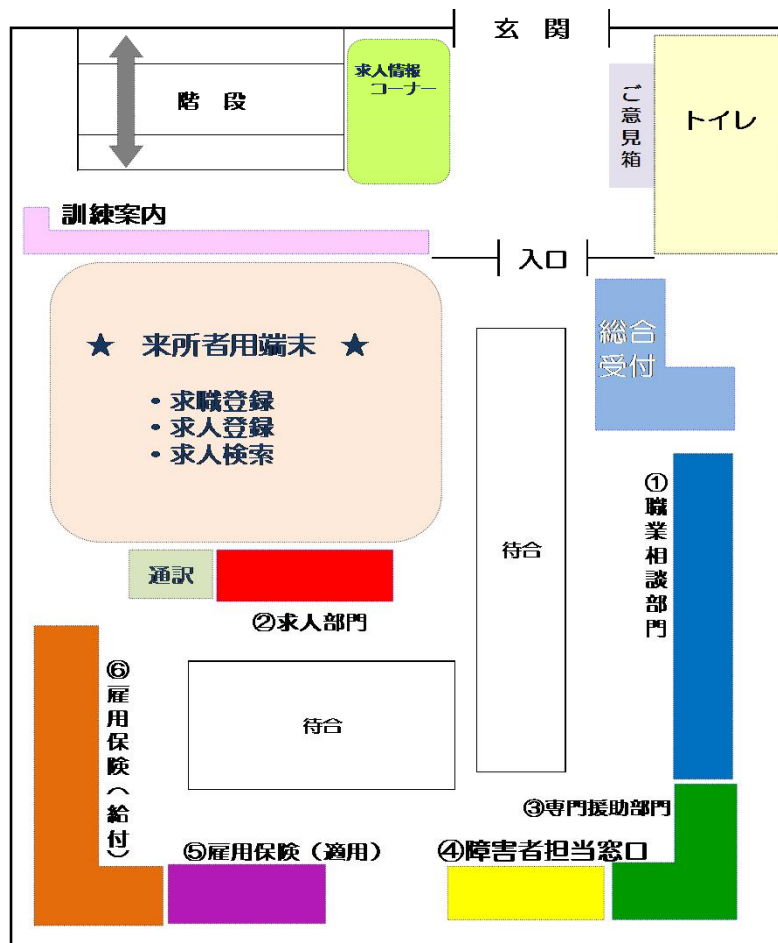 玄　関
求人情報
コーナー
階　段
ご意見箱
トイレ
訓練案内
入口
総合
受付
★　来所者用端末　★
・求職登録
・求人登録
・求人検索
①職業相談部門
待合
通訳
②求人部門
⑥雇用保険（給付）
待合
③専門援助部門
⑤雇用保険（適用）
④障害者担当窓口